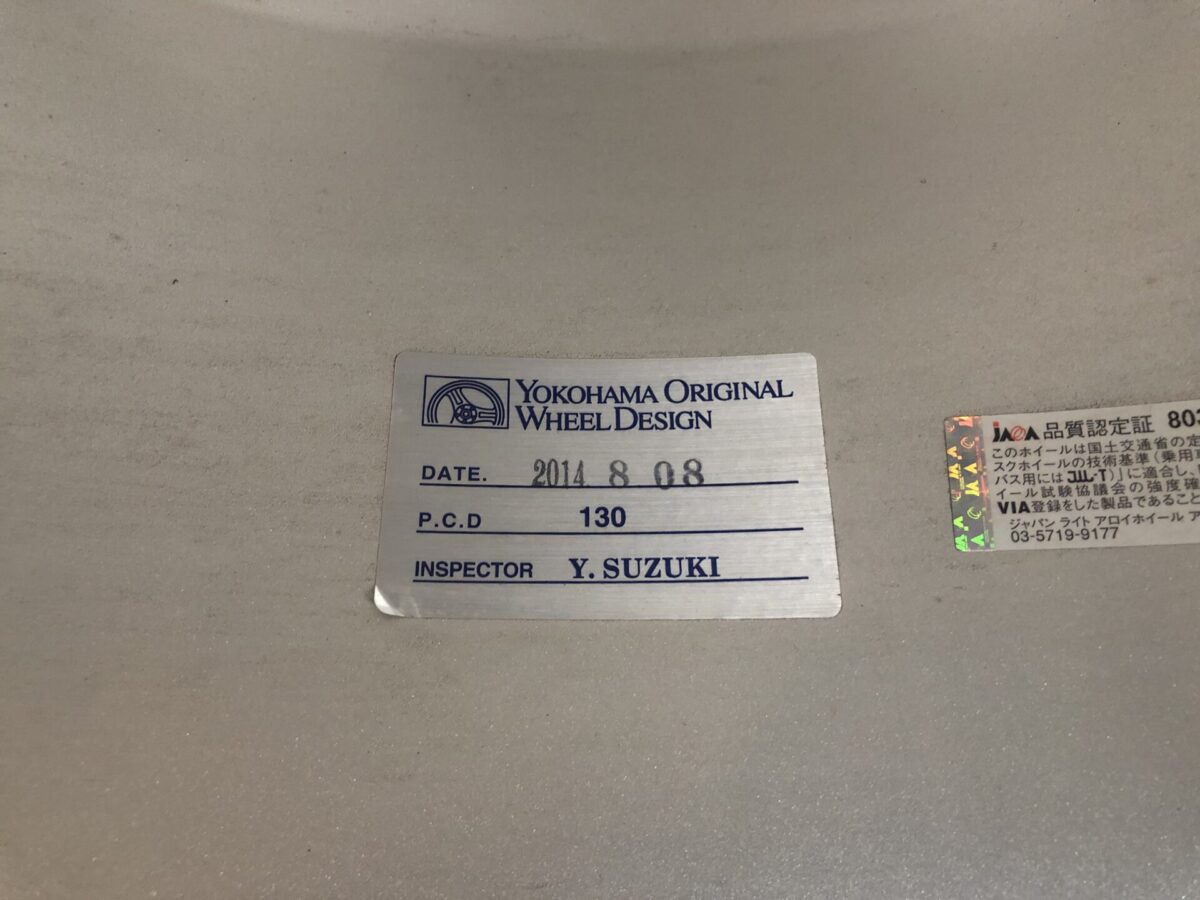 YOKOHAMA ORIGINAL
WHEEL DESIGN
DATE. 2014 8 08
P.C.D 130
INSPECTOR Y. SUZUKI
JAWA 品質認定証 803
このホイールは国土交通省の定
スクホイールの技術基準(乗用車
バス用には JWL-T)」に適合し、
イール試験協議会の強度確
VIA登録をした製品であること
ジャパン ライト アロイホイール ア
03-5719-9177